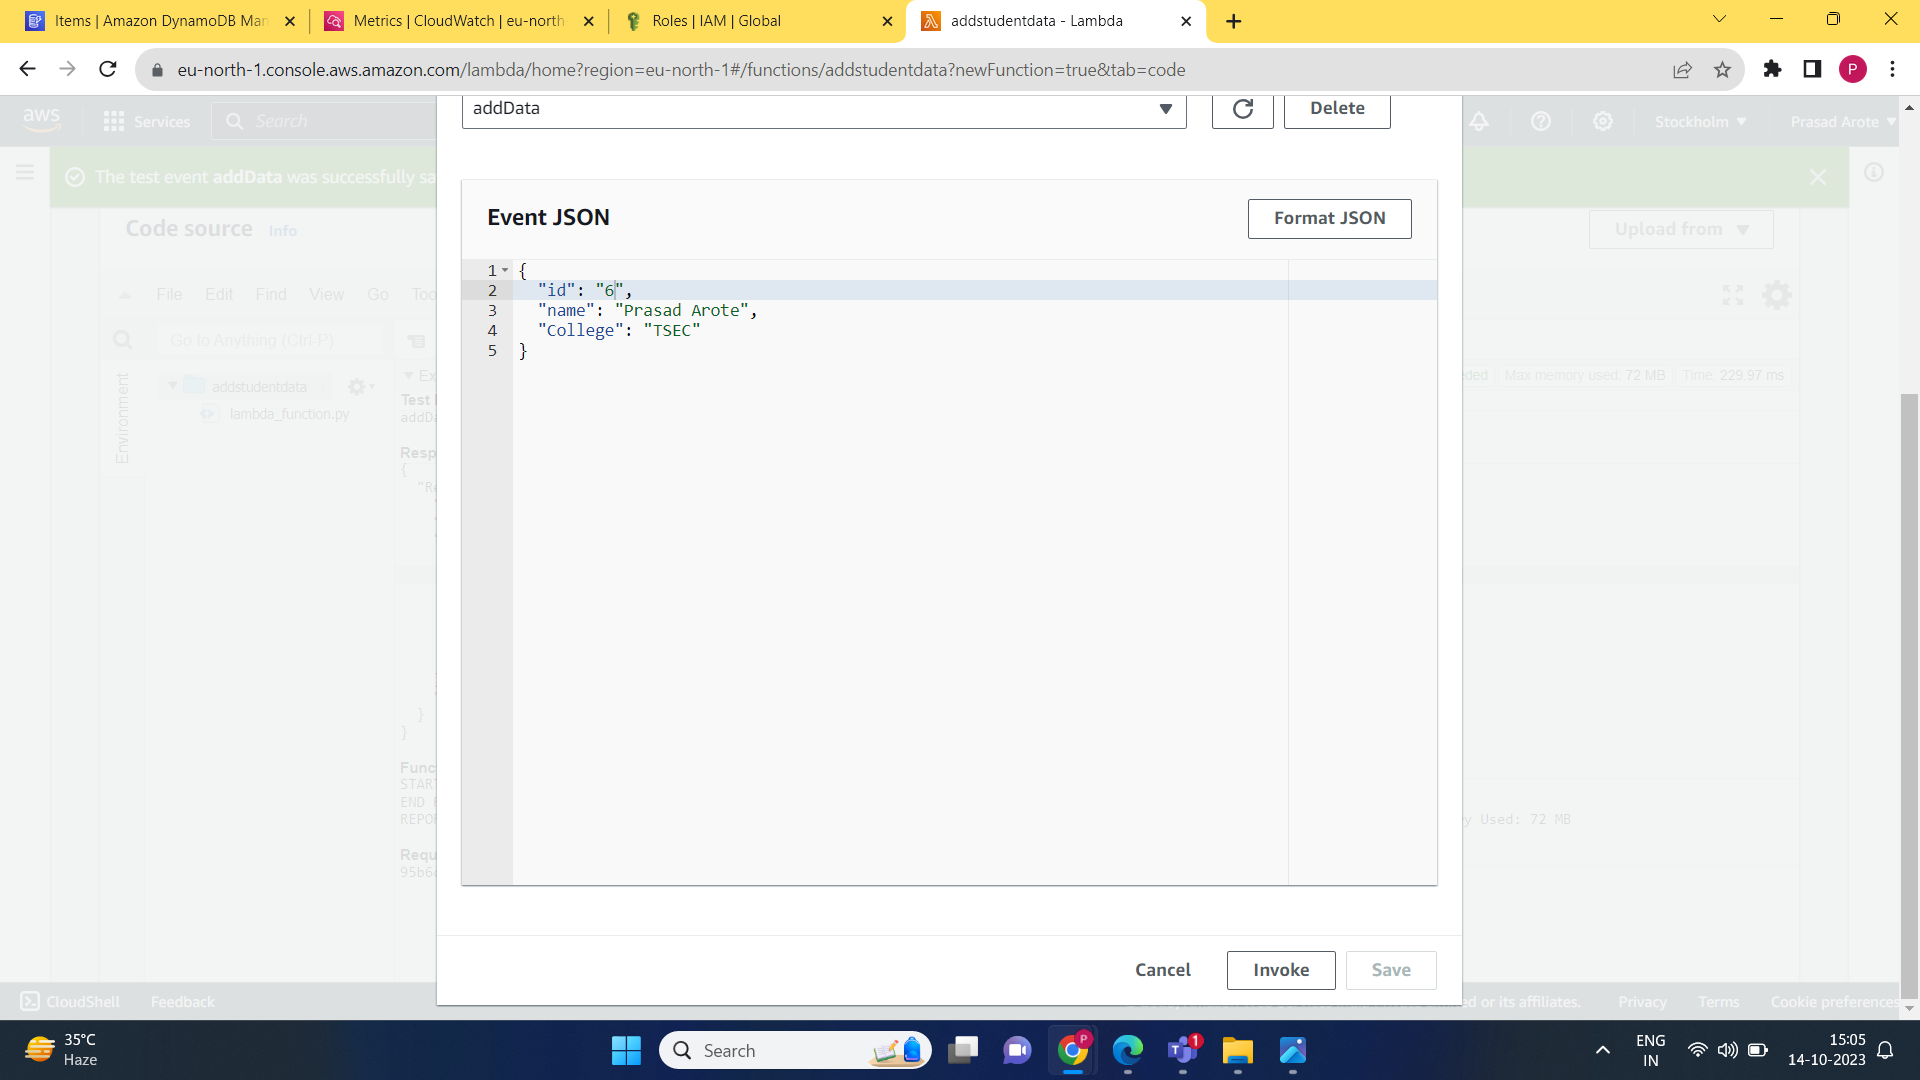 Items | Amazon DynamoDB Man
Metrics | CloudWatch | eu-north-
Roles | IAM | Global
addstudentdata - Lambda
eu-north-1.console.aws.amazon.com/lambda/home?region=eu-north-1#/functions/addstudentdata?newFunction=true&tab=code
P
aws
Services
Search
addData
Delete
Stockholm
Prasad Arote
The test event addData was successfully sa
Code source Info
Event JSON
Format JSON
Upload from
File Edit Find View Go Too
Go to Anything (Ctrl-P)
1 {
2 "id": "6",
3 "name": "Prasad Arote",
4 "College": "TSEC"
5 }
Environment
addstudentdata
lambda_function.py
Ex
Test
addD
Resp
{
"Re
ded
Max memory used: 72 MB
Time: 229.97 ms
}
}
Func
START
END
REPOR
y Used: 72 MB
Requ
95b6
Cancel
Invoke
Save
CloudShell
Feedback
d or its affiliates.
Privacy
Terms
Cookie preferences
35°C
Haze
Search
P
1
ENG
IN
15:05
14-10-2023